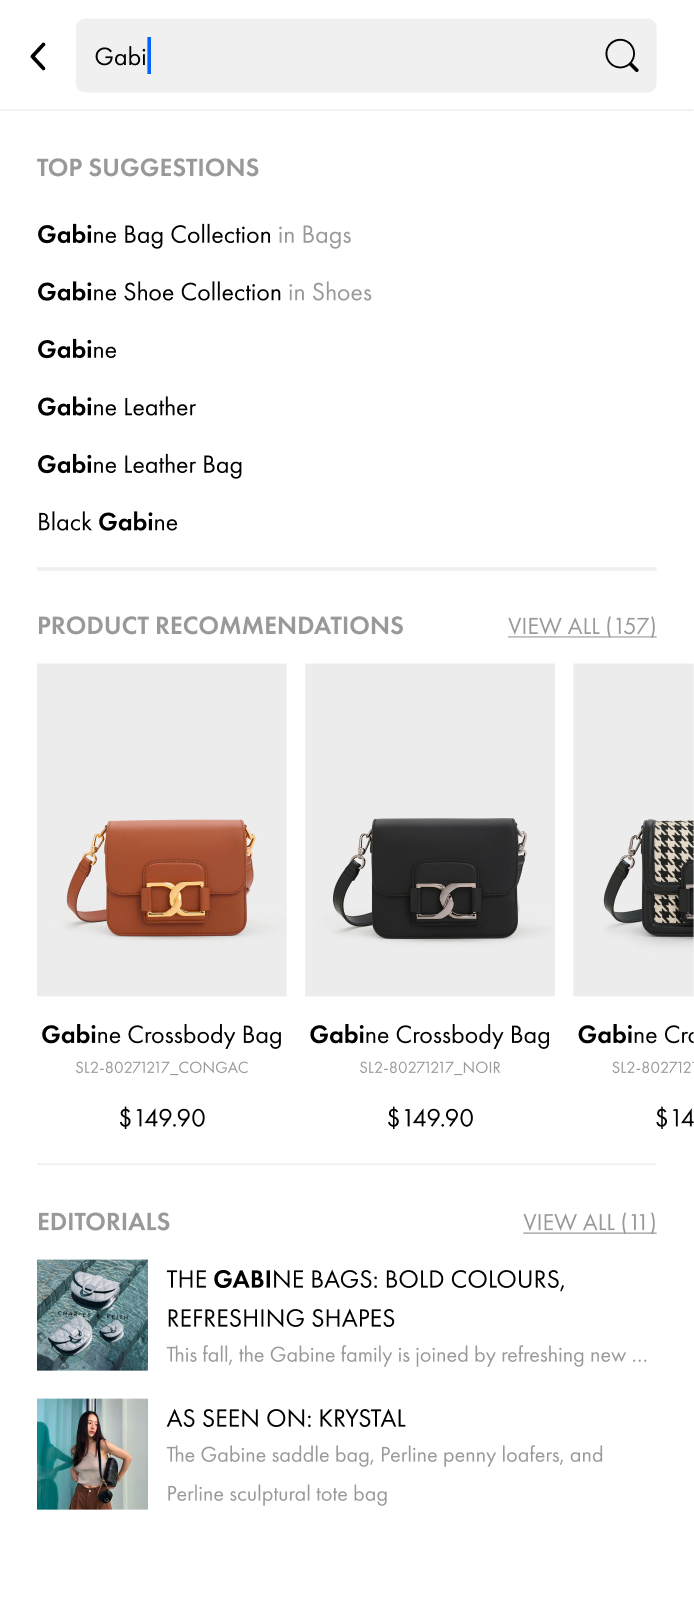 Gabi
TOP SUGGESTIONS
Gabine Bag Collection in Bags
Gabine Shoe Collection in Shoes
Gabine
Gabine Leather
Gabine Leather Bag
Black Gabine
PRODUCT RECOMMENDATIONS
VIEW ALL (157)
Gabine Crossbody Bag
SL2-80271217_CONGAC
$149.90
Gabine Crossbody Bag
SL2-80271217_NOIR
$149.90
Gabine Cro
SL2-802712
$14
EDITORIALS
VIEW ALL (11)
CHARLES & KEITH
THE GABINE BAGS: BOLD COLOURS,
REFRESHING SHAPES
This fall, the Gabine family is joined by refreshing new ...
AS SEEN ON: KRYSTAL
The Gabine saddle bag, Perline penny loafers, and
Perline sculptural tote bag